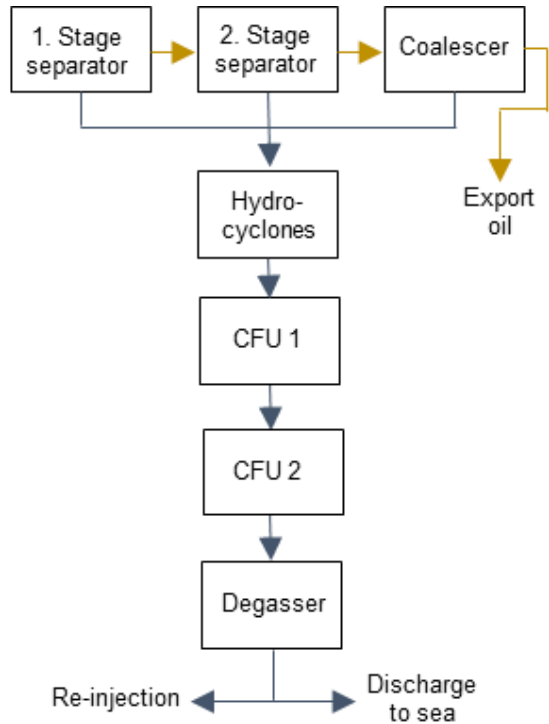 1. Stage
separator
2. Stage
separator
Coalescer
Export
oil
Hydro-
cyclones
CFU 1
CFU 2
Degasser
Re-injection
Discharge
to sea